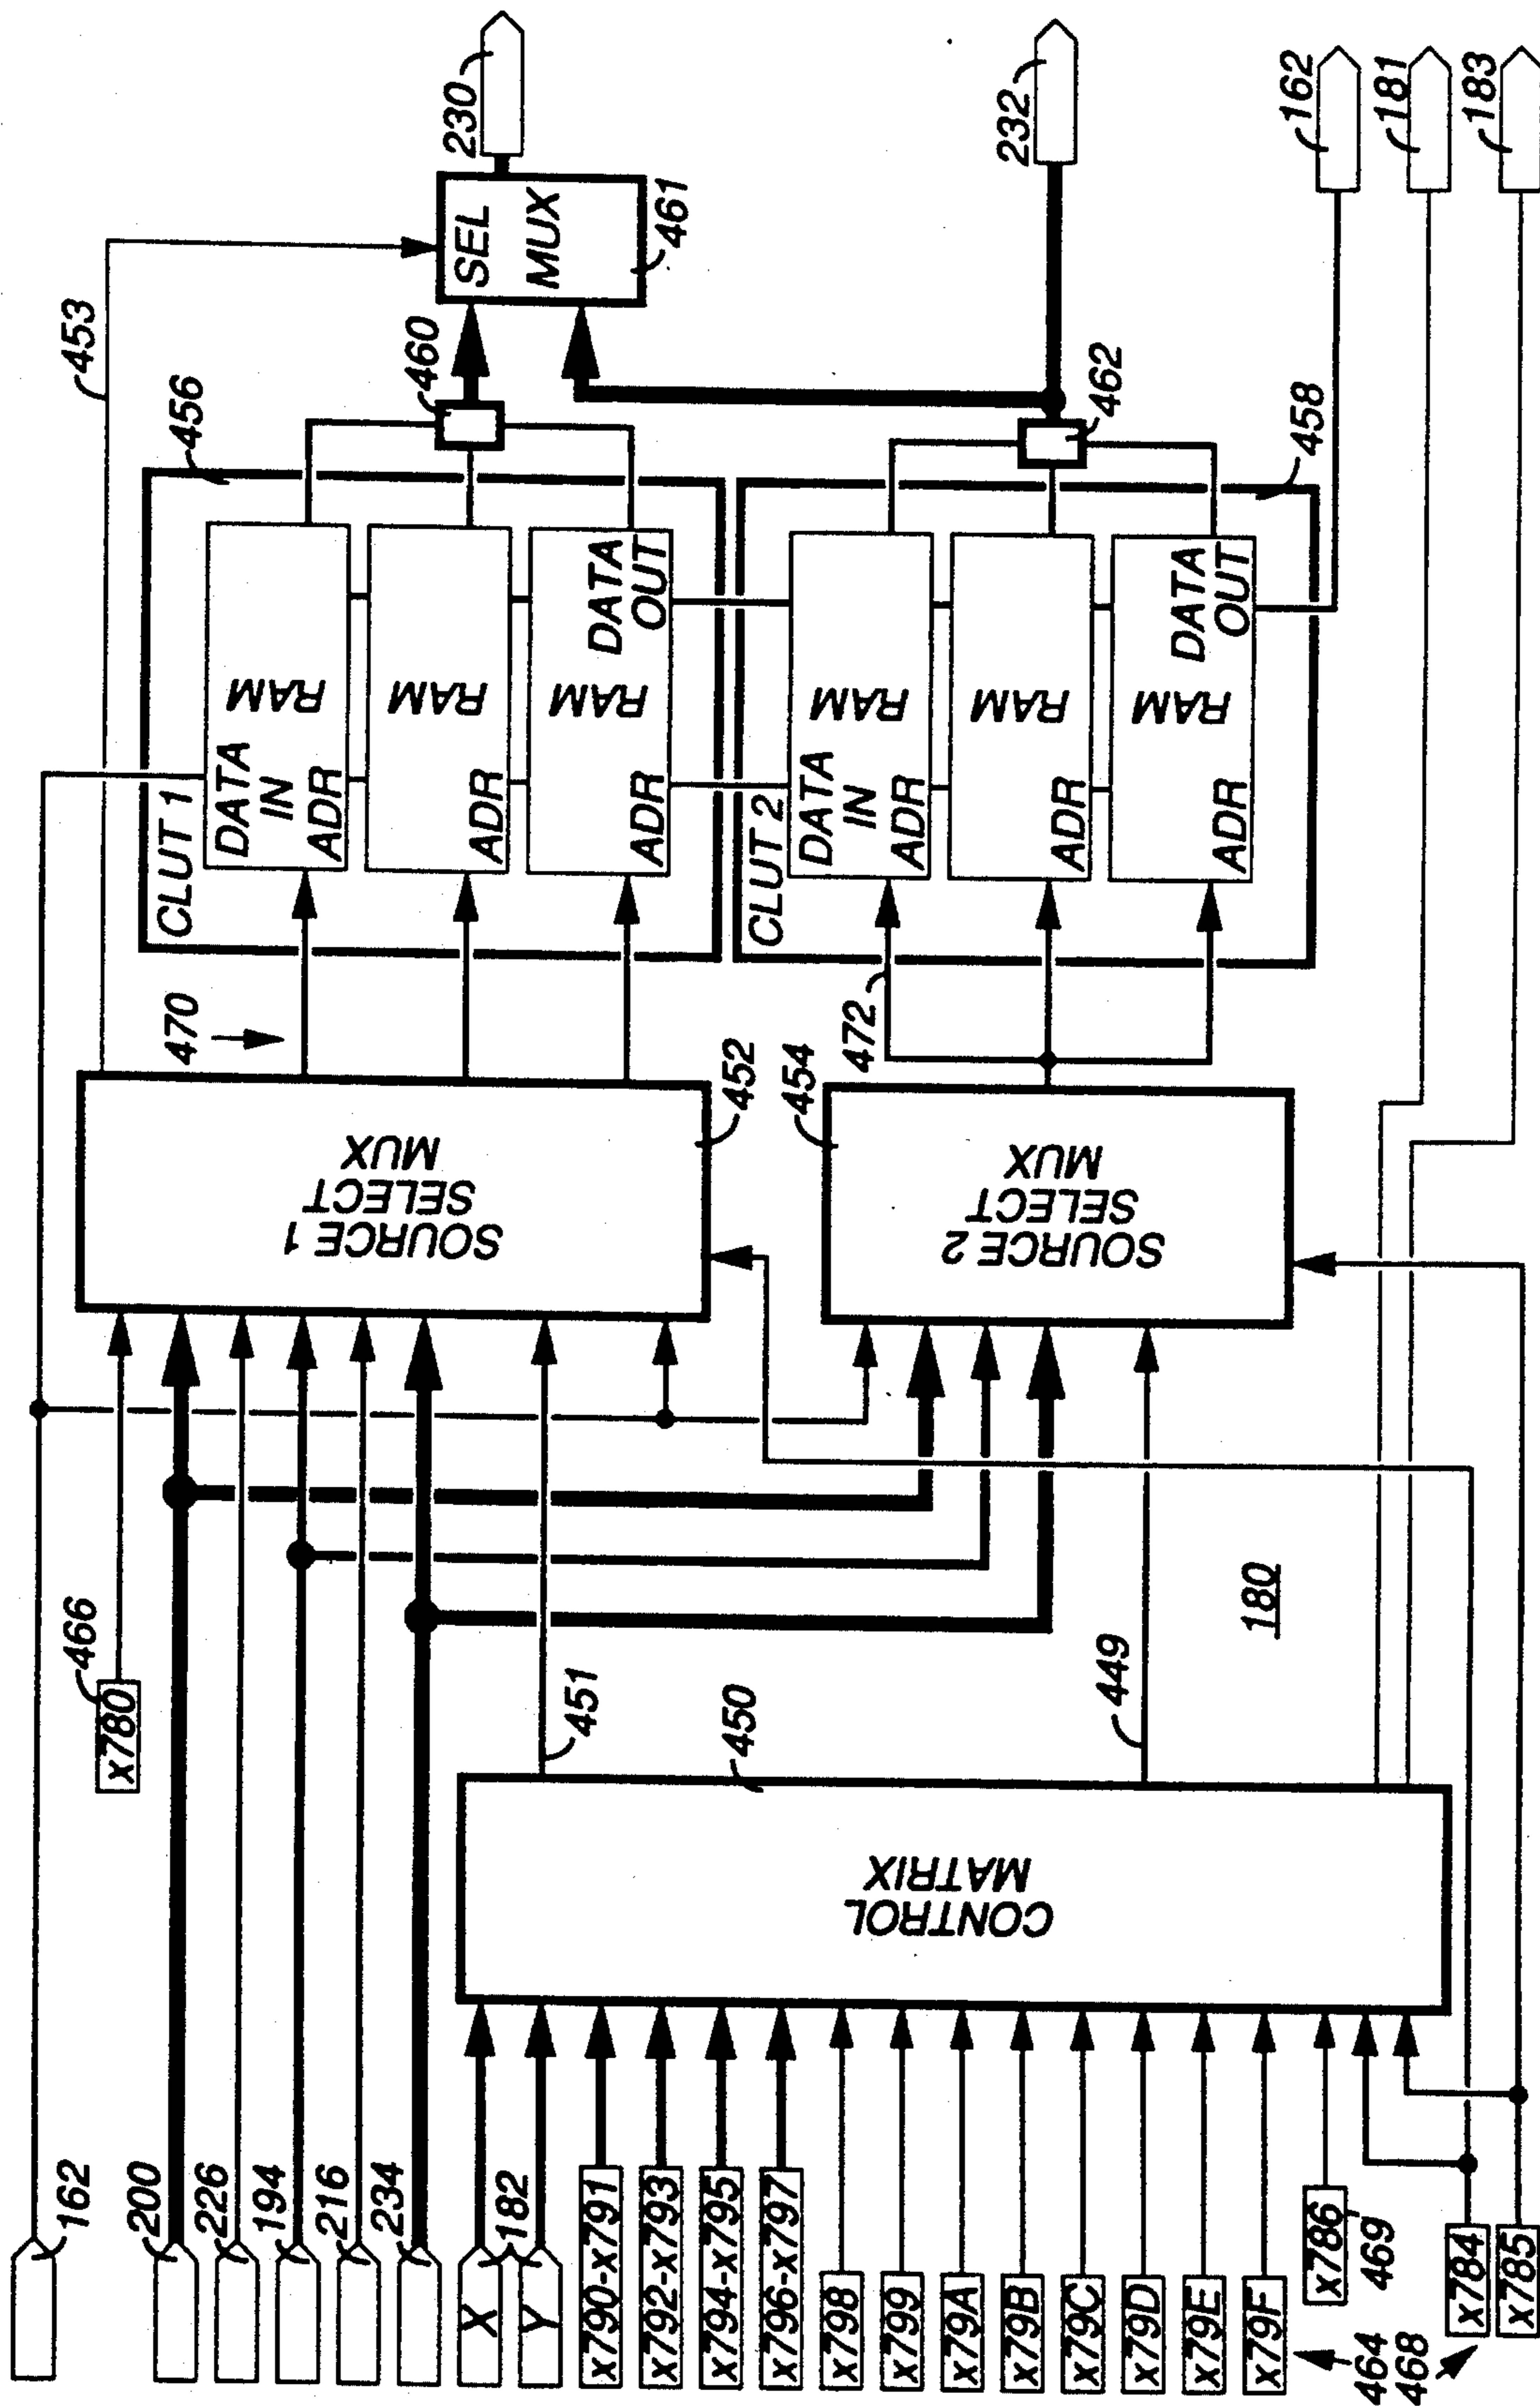 230
232
162
181
183
SEL
MUX
461
453
460
462
456
458
CLUT 1
DATA
IN
ADR
RAM
ADR
RAM
ADR
RAM
DATA
OUT
CLUT 2
DATA
IN
ADR
RAM
ADR
RAM
ADR
RAM
DATA
OUT
470
472
452
454
SOURCE 1
SELECT
MUX
SOURCE 2
SELECT
MUX
466
x780
451
449
180
450
CONTROL
MATRIX
162
200
226
194
216
234
182
X
Y
x790-x791
x792-x793
x794-x795
x796-x797
x798
x799
x79A
x79B
x79C
x79D
x79E
x79F
x786
469
464
468
x784
x785